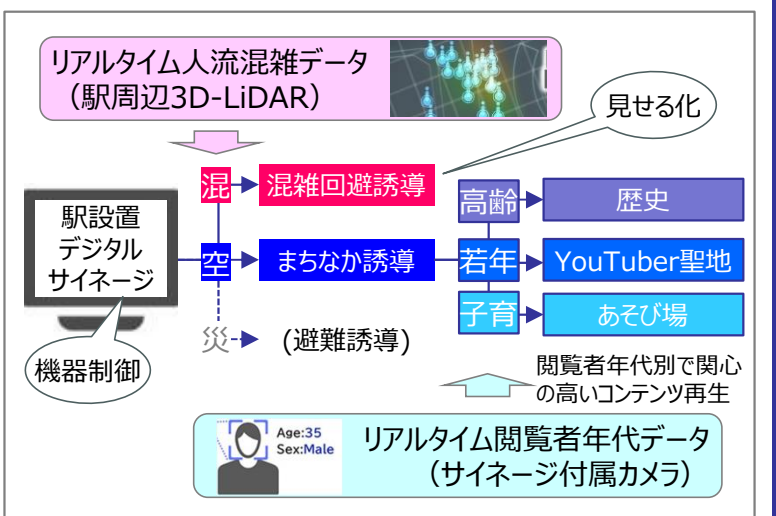 リアルタイム人流混雑データ
（駅周辺3D-LiDAR）
見せる化
混
混雑回避誘導
高齢
歴史
駅設置
デジタル
サイネージ
空
まちなか誘導
若年
YouTuber聖地
子育
あそび場
災
(避難誘導)
機器制御
閲覧者年代別で関心
の高いコンテンツ再生
Age:35
Sex:Male
リアルタイム閲覧者年代データ
（サイネージ付属カメラ）